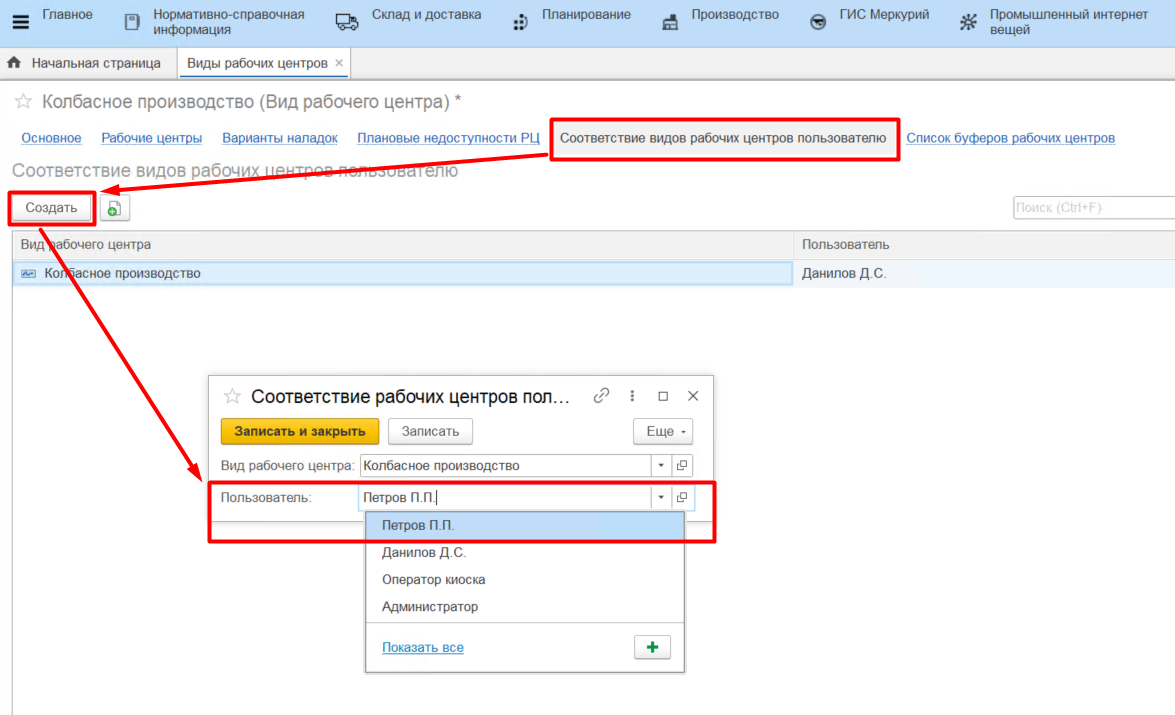 Главное
Нормативно-справочная
информация
Склад и доставка
Планирование
Производство
ГИС Меркурий
Промышленный интернет
вещей
Начальная страница
Виды рабочих центров ×
Колбасное производство (Вид рабочего центра) *
Основное Рабочие центры Варианты наладок Плановые недоступности РЦ Соответствие видов рабочих центров пользователю Список буферов рабочих центров
Соответствие видов рабочих центров пользователю
Создать
Поиск (Ctrl+F)
Вид рабочего центра Пользователь
Колбасное производство Данилов Д.С.
Соответствие рабочих центров пол...
Записать и закрыть Записать Еще
Вид рабочего центра: Колбасное производство
Пользователь: Петров П.П.
Петров П.П.
Данилов Д.С.
Оператор киоска
Администратор
Показать все